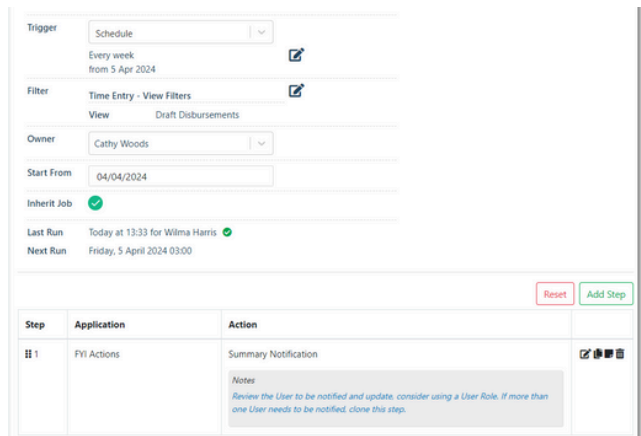 Trigger Schedule
Every week
from 5 Apr 2024
Filter Time Entry - View Filters
View Draft Disbursements
Owner Cathy Woods
Start From 04/04/2024
Inherit Job
Last Run Today at 13:33 for Wilma Harris
Next Run Friday, 5 April 2024 03:00
Reset Add Step
Step Application Action
1 FYI Actions Summary Notification
Notes
Review the User to be notified and update, consider using a User Role. If more than
one User needs to be notified, clone this step.